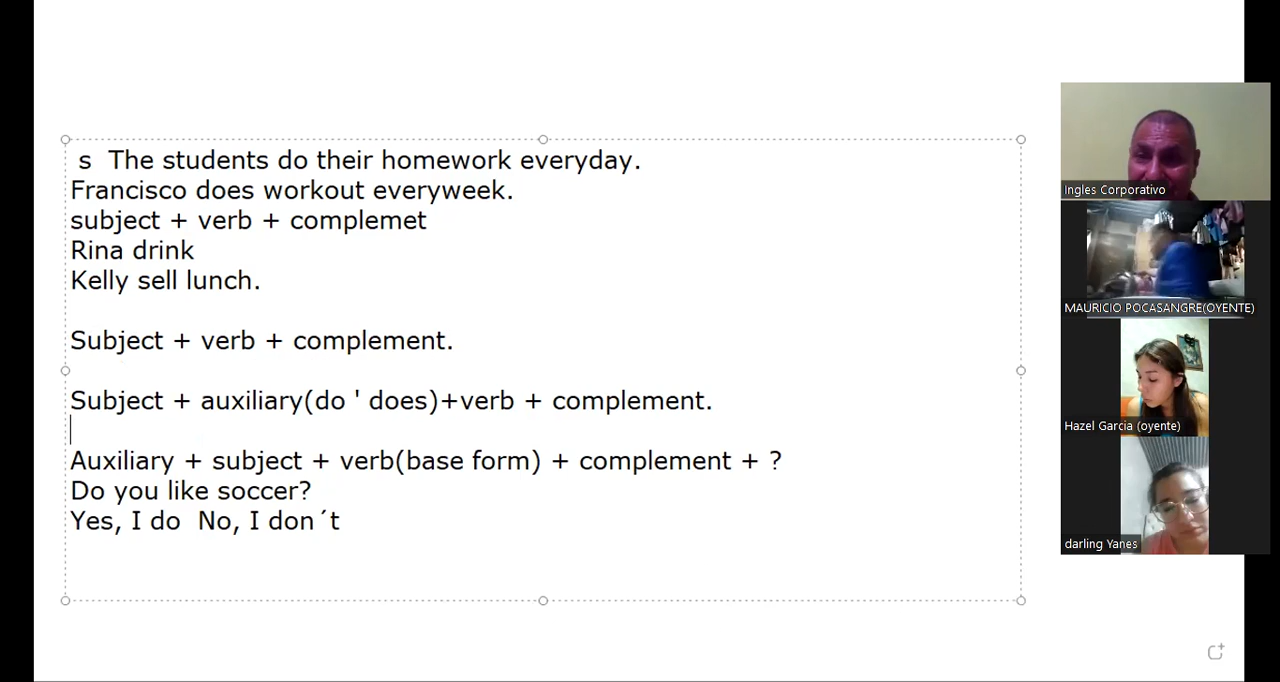 s The students do their homework everyday.
Francisco does workout everyweek.
subject + verb + complemet
Rina drink
Kelly sell lunch.
Subject + verb + complement.
Subject + auxiliary(do ' does)+verb + complement.
Auxiliary + subject + verb(base form) + complement + ?
Do you like soccer?
Yes, I do No, I don´t
Ingles Corporativo
MAURICIO POCASANGRE(OYENTE)
Hazel Garcia (oyente)
darling Yanes